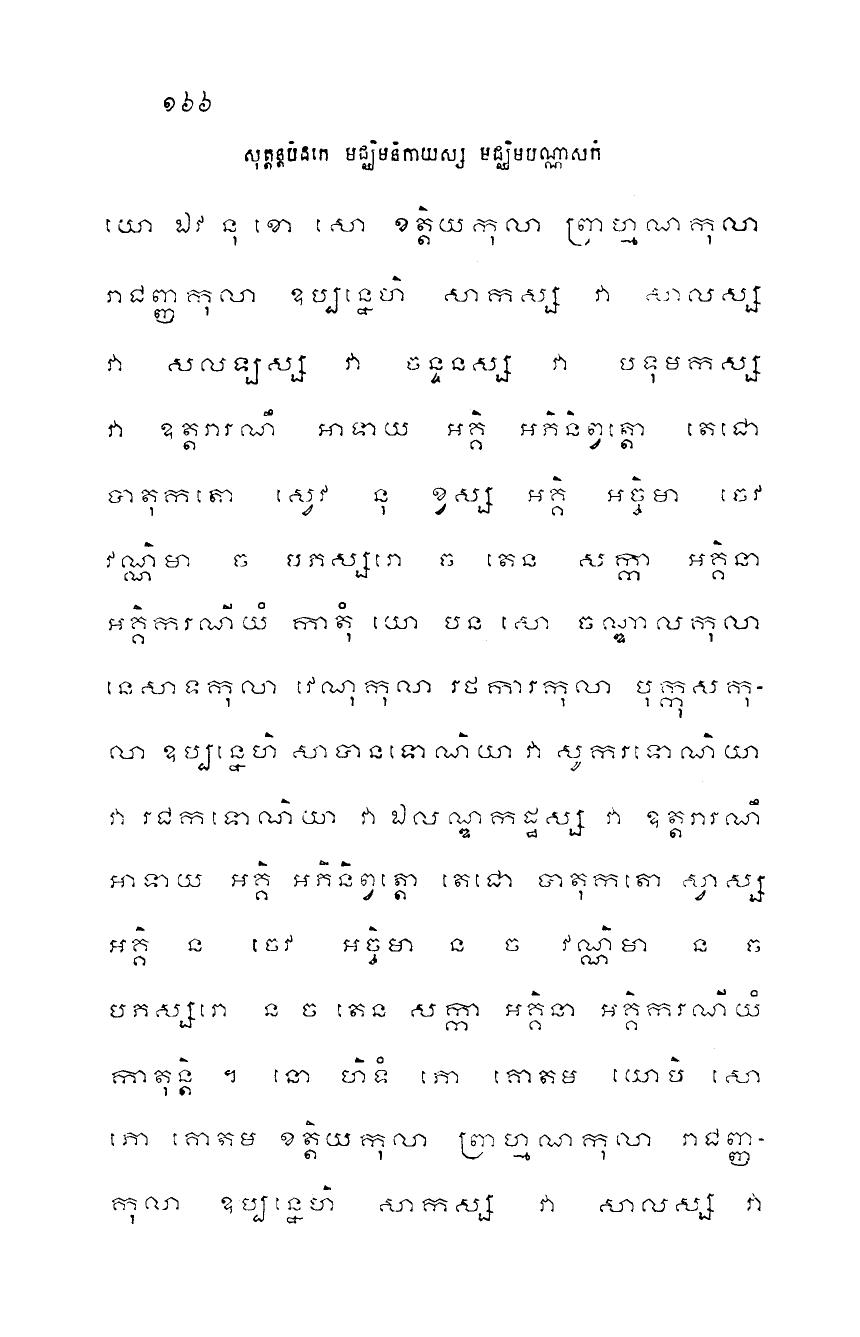 ១៦៦
សុត្តន្តបិដកេ មជ្ឈិមនិកាយស្ស មជ្ឈិមបណ្ណាសកំ
យោ ឯវ នុ ខោ សោ ខត្តិយកុលា ព្រាហ្មណកុលា
រាជញ្ញកុលា ឧប្បន្នេហិ សាកស្ស វា សាលស្ស
វា សលឡស្ស វា ចន្ទនស្ស វា បទុមកស្ស
វា ឧត្តរារណឹ អាទាយ អគ្គិ អភិនិព្វត្តោ តេជោ
បាតុកតោ ស្វេវ នុ ខ្វស្ស អគ្គិ អច្ចិមា ចេវ
វណ្ណិមា ច បភស្សរោ ច តេន សក្កា អគ្គិនា
អគ្គិករណីយំ កាតុំ យោ បន សោ ចណ្ឌាលកុលា
នេសាទកុលា វេណុកុលា រថការកុលា បុក្កុសកុ-
លា ឧប្បន្នេហិ សាបានទោណិយា វា សូករទោណិយា
វា រជកទោណិយា វា ឯលណ្ឌកដ្ឋស្ស វា ឧត្តរារណឹ
អាទាយ អគ្គិ អភិនិព្វត្តោ តេជោ បាតុកតោ ស្វាស្ស
អគ្គិ ន ចេវ អច្ចិមា ន ច វណ្ណិមា ន ច
បភស្សរោ ន ច តេន សក្កា អគ្គិនា អគ្គិករណីយំ
កាតុន្តិ ។ នោ ហិទំ ភោ គោតម យោបិ សោ
ភោ គោតម ខត្តិយកុលា ព្រាហ្មណកុលា រាជញ្ញ-
កុលា ឧប្បន្នេហិ សាកស្ស វា សាលស្ស វា